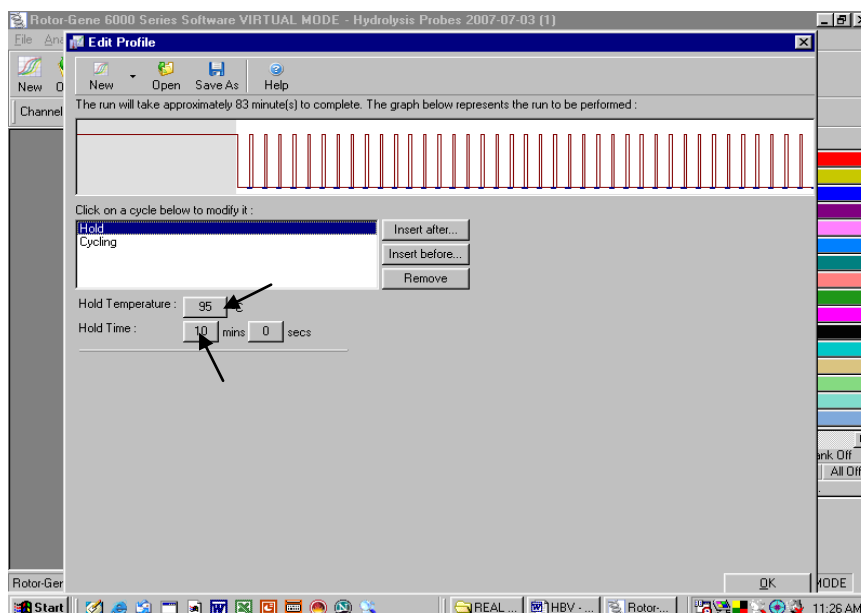 Rotor-Gene 6000 Series Software VIRTUAL MODE - Hydrolysis Probes 2007-07-03 (1)
File Ana
Edit Profile
New
New Open Save As Help
Channel
The run will take approximately 83 minute(s) to complete. The graph below represents the run to be performed :
Click on a cycle below to modify it :
Hold
Cycling
Insert after...
Insert before...
Remove
Hold Temperature : 95
Hold Time : 10 mins 0 secs
ank Off
All Off
OK
Rotor-Ger
MODE
Start
REAL ... HBV - ... Rotor-... 11:26 AM